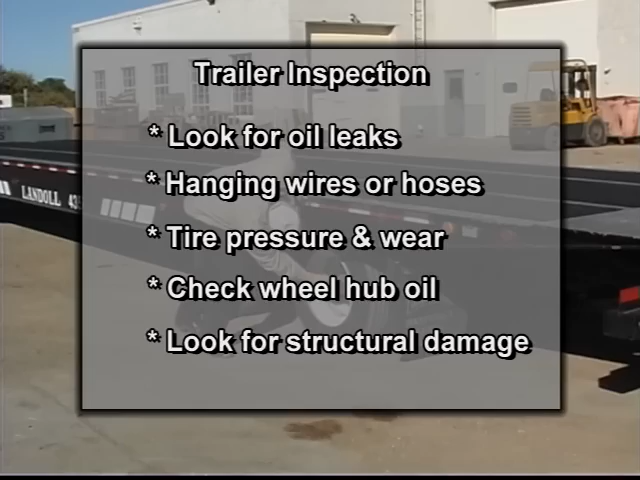 Trailer Inspection
* Look for oil leaks
* Hanging wires or hoses
LANDOLL 43
* Tire pressure & wear
* Check wheel hub oil
* Look for structural damage